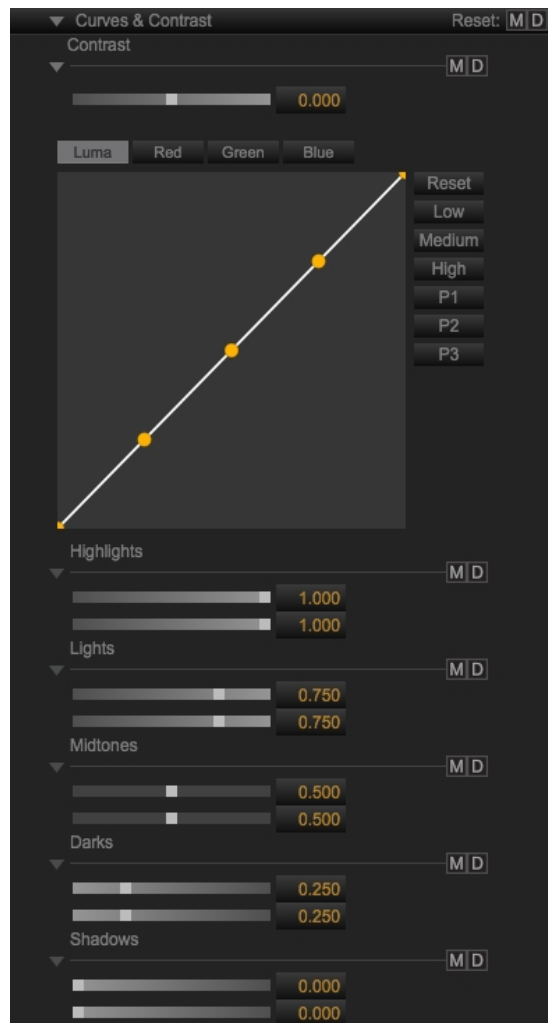 Curves & Contrast Reset: M D
Contrast
M D
0.000
Luma Red Green Blue
Reset
Low
Medium
High
P1
P2
P3
Highlights
M D
1.000
1.000
Lights
M D
0.750
0.750
Midtones
M D
0.500
0.500
Darks
M D
0.250
0.250
Shadows
M D
0.000
0.000